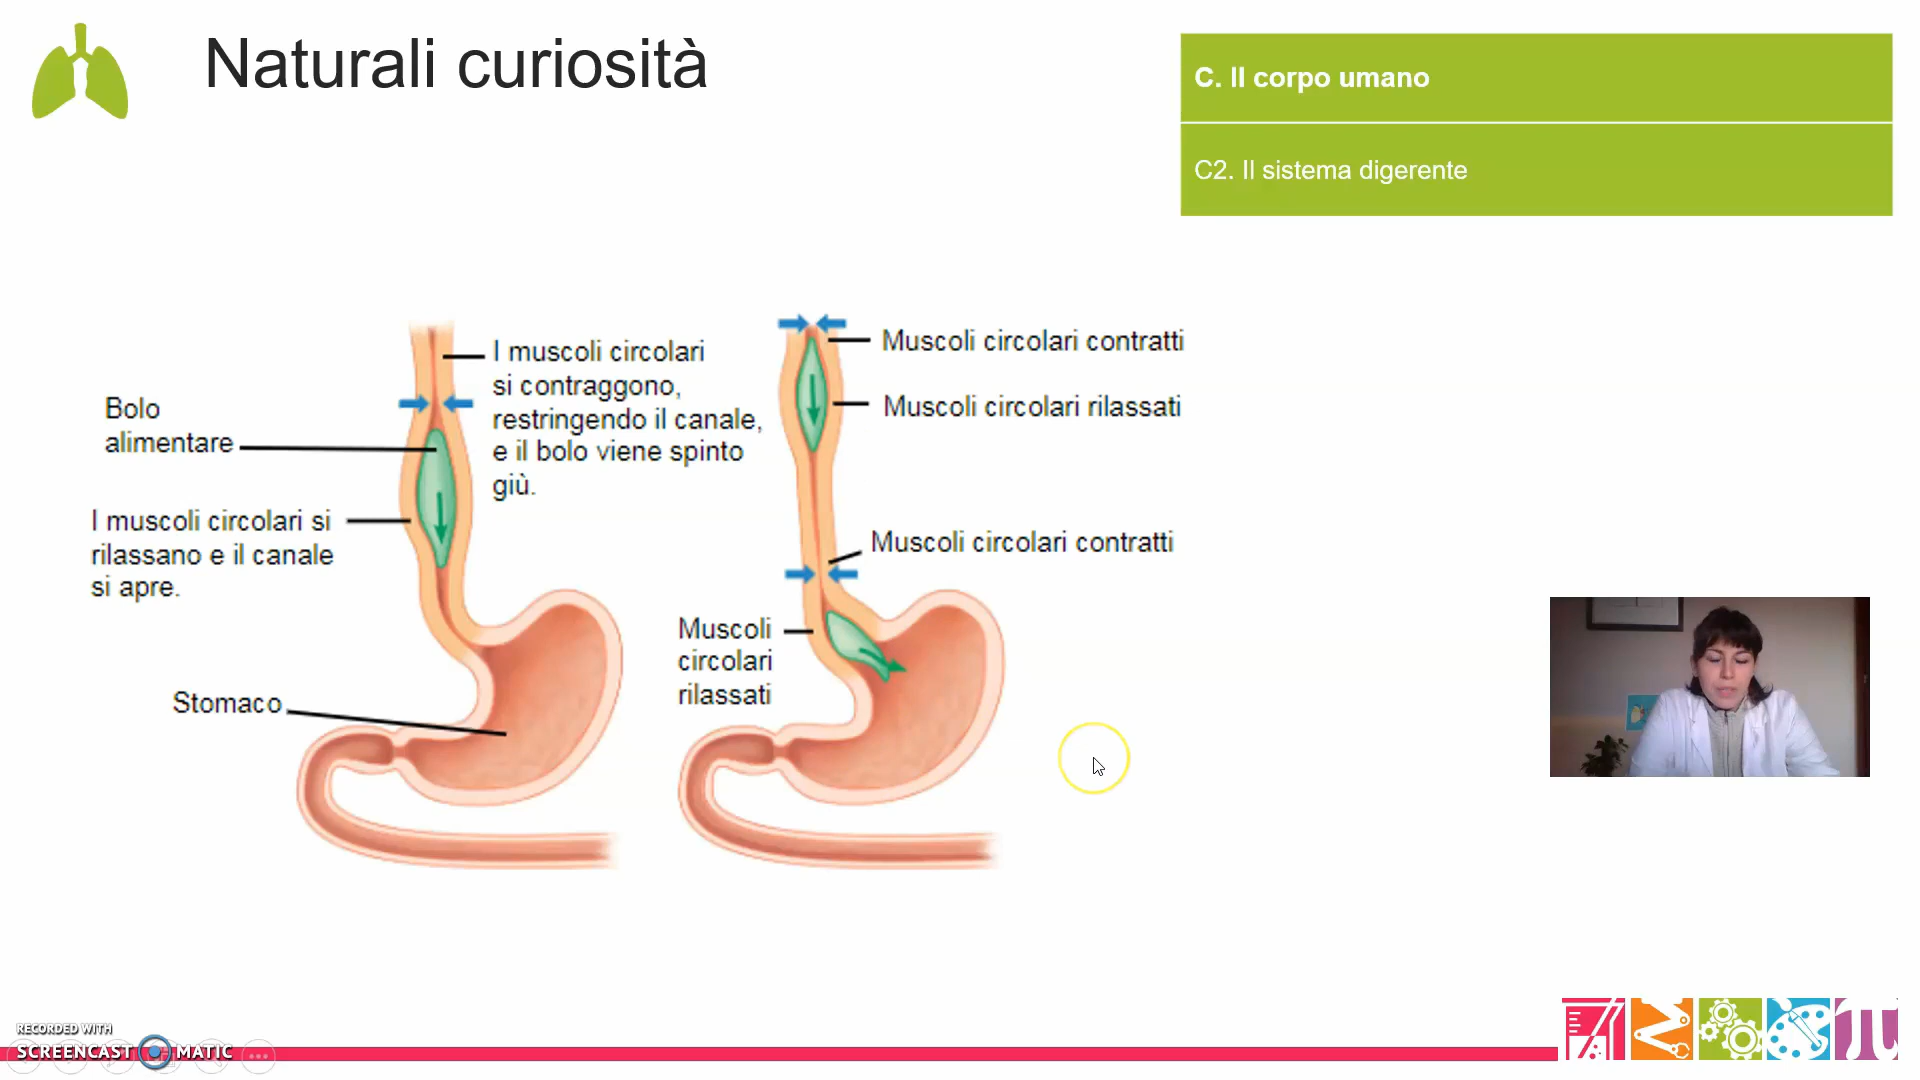 Naturali curiosità
C. Il corpo umano
C2. Il sistema digerente
Bolo
alimentare
I muscoli circolari si
rilassano e il canale
si apre.
Stomaco
I muscoli circolari
si contraggono,
restringendo il canale,
e il bolo viene spinto
giù.
Muscoli circolari contratti
Muscoli circolari rilassati
Muscoli circolari contratti
Muscoli
circolari
rilassati
RECORDED WITH
SCREENCAST MATIC